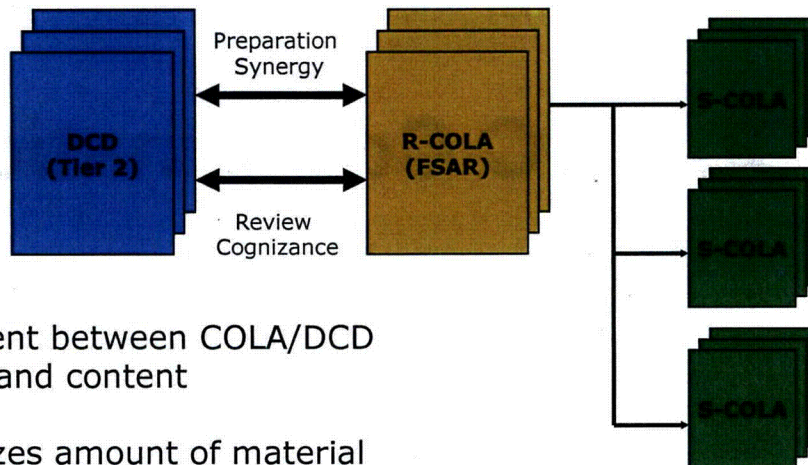 Preparation
Synergy
DCD
(Tier 2)
R-COLA
(FSAR)
Review
Cognizance
S-COLA
S-COLA
S-COLA
ent between COLA/DCD
and content
zes amount of material